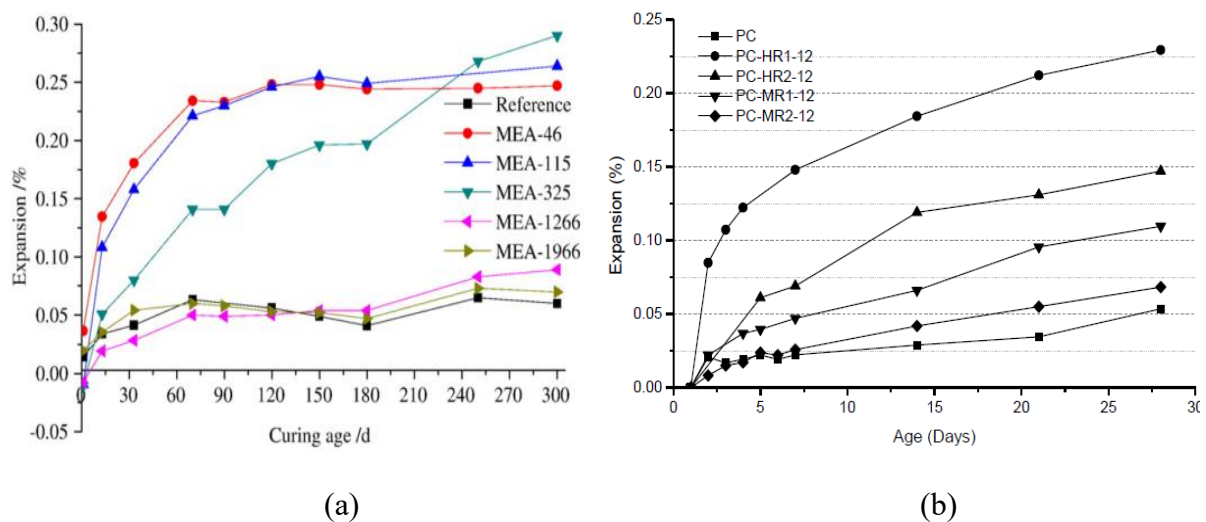 0.30
0.25
0.20
0.15
0.10
0.05
0.00
-0.05
Expansion /%
0 30 60 90 120 150 180 210 240 270 300
Curing age /d
Reference
MEA-46
MEA-115
MEA-325
MEA-1266
MEA-1966
(a)
0.25
0.20
0.15
0.10
0.05
0.00
Expansion (%)
0 5 10 15 20 25 30
Age (Days)
PC
PC-HR1-12
PC-HR2-12
PC-MR1-12
PC-MR2-12
(b)